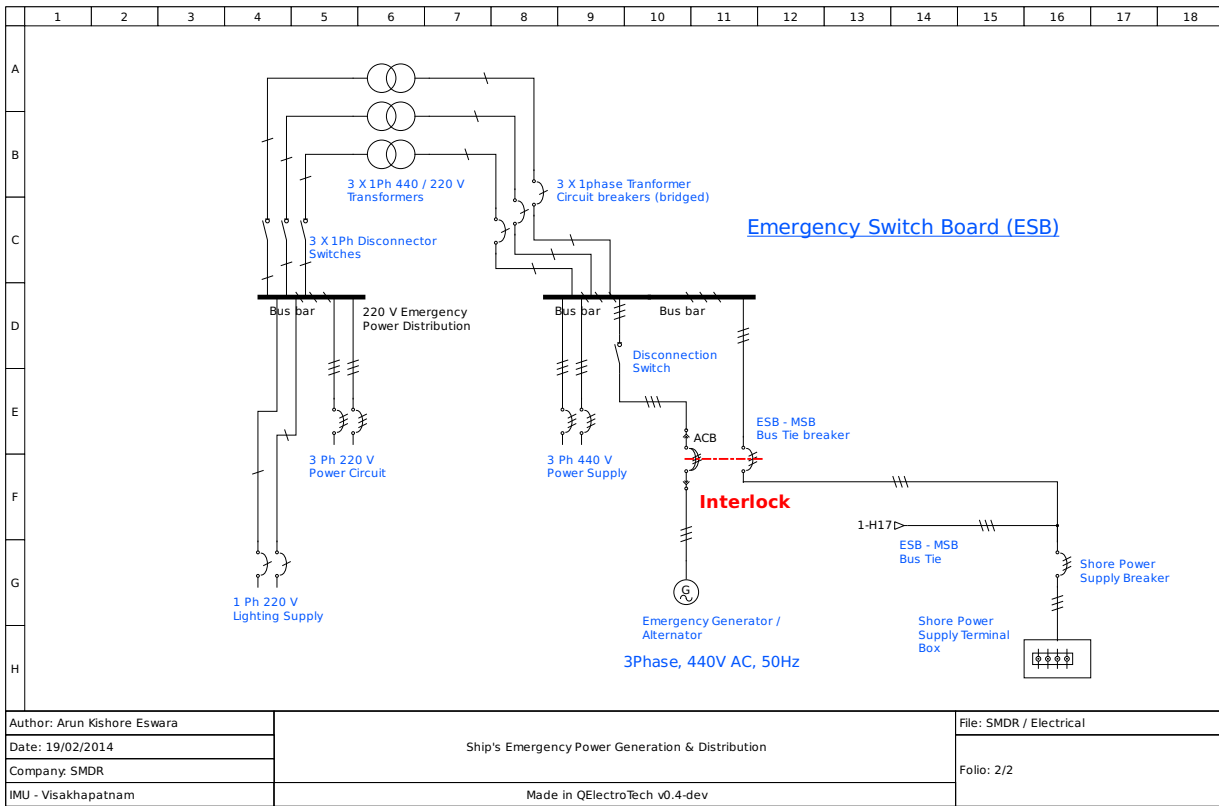 1 2 3 4 5 6 7 8 9 10 11 12 13 14 15 16 17 18
A
B
C
D
E
F
G
H
3 X 1Ph 440 / 220 V
Transformers
3 X 1phase Tranformer
Circuit breakers (bridged)
Emergency Switch Board (ESB)
3 X 1Ph Disconnector
Switches
Bus bar
220 V Emergency
Power Distribution
Bus bar
Bus bar
Disconnection
Switch
ESB - MSB
Bus Tie breaker
ACB
3 Ph 220 V
Power Circuit
3 Ph 440 V
Power Supply
Interlock
1-H17
ESB - MSB
Bus Tie
Shore Power
Supply Breaker
G
1 Ph 220 V
Lighting Supply
Emergency Generator /
Alternator
3Phase, 440V AC, 50Hz
Shore Power
Supply Terminal
Box
Author: Arun Kishore Eswara
Date: 19/02/2014
Company: SMDR
IMU - Visakhapatnam
Ship's Emergency Power Generation & Distribution
Made in QElectroTech v0.4-dev
File: SMDR / Electrical
Folio: 2/2